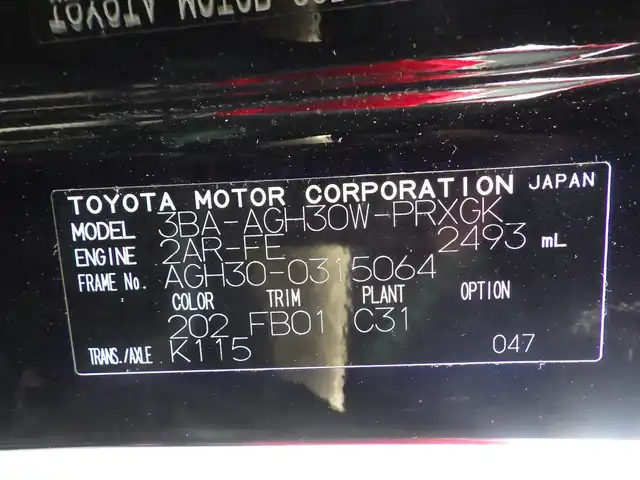 TOYOTA MOTOR CORPORATION JAPAN
MODEL 3BA-AGH30W-PRXGK
ENGINE 2AR-FE 2493 mL
FRAME No. AGH30-0315064
COLOR TRIM PLANT OPTION
202 FB01 C31
TRANS./AXLE K115 047